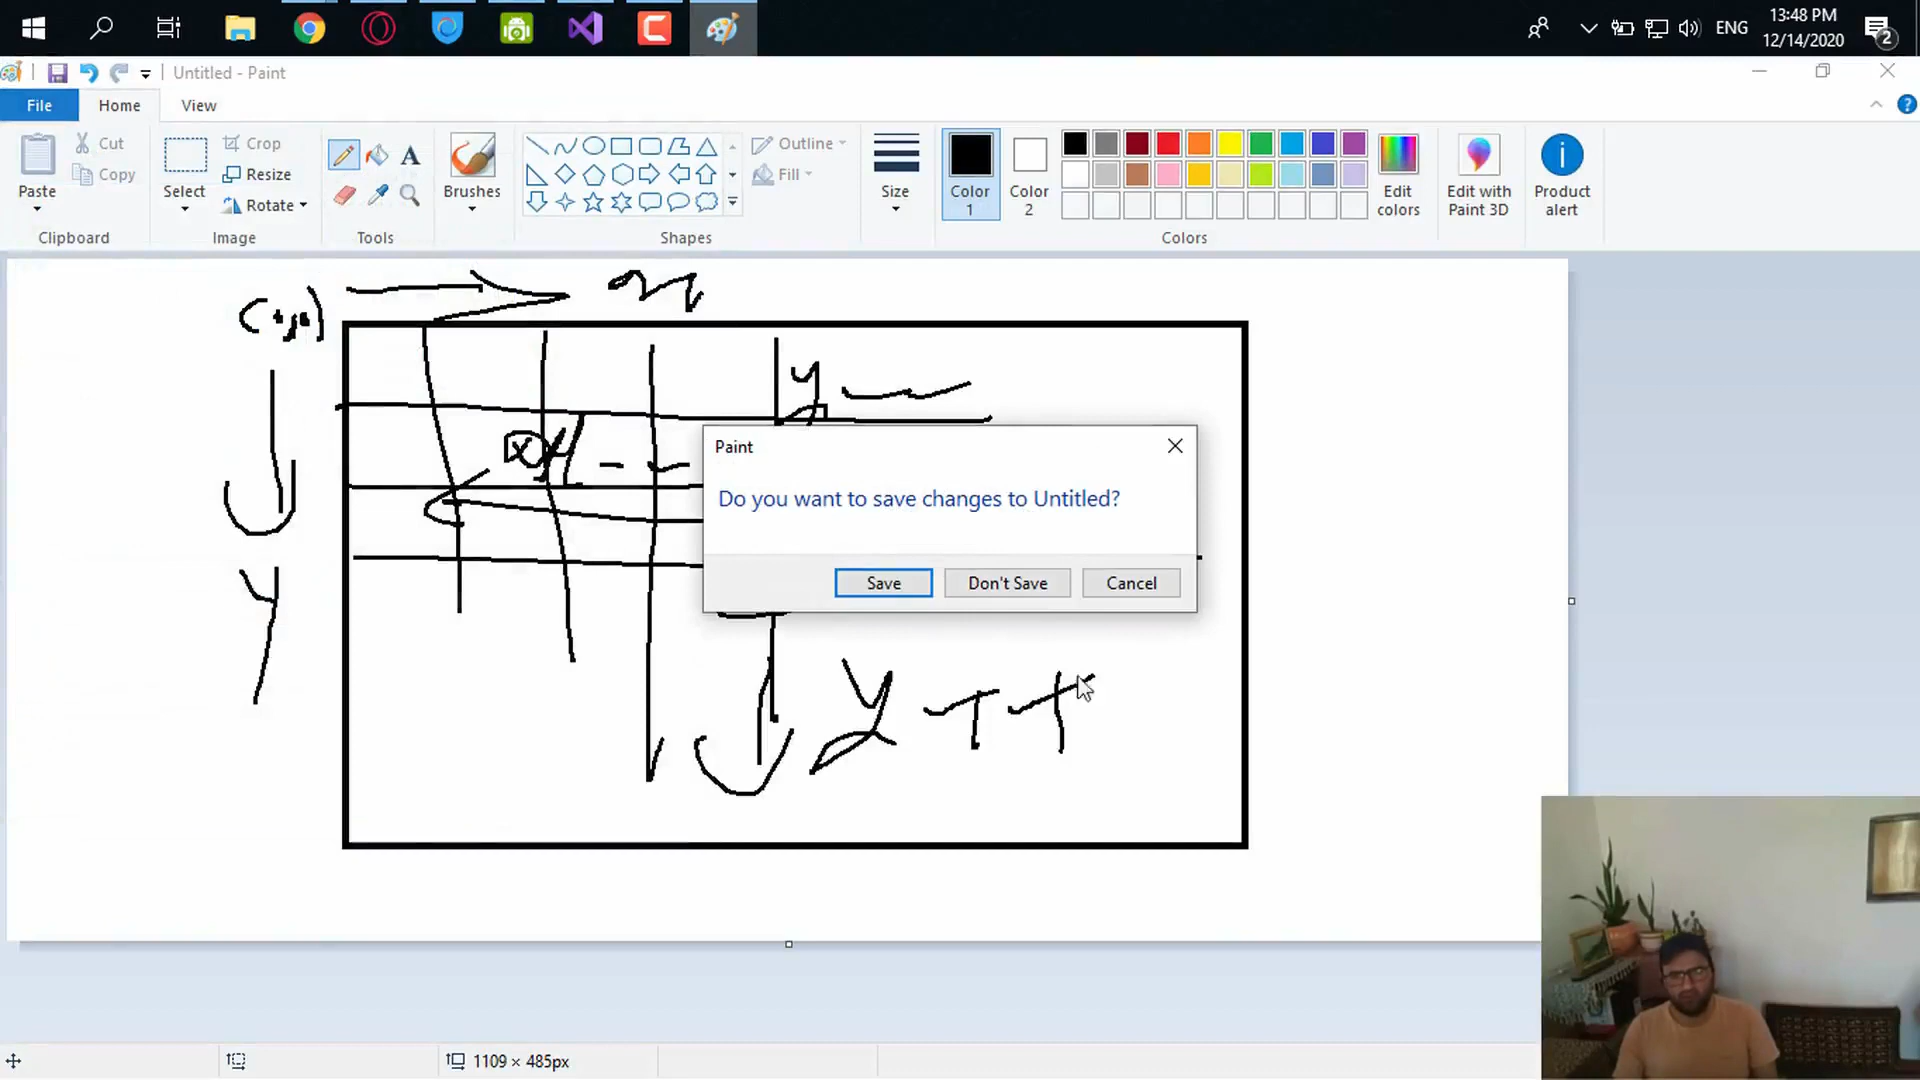 ENG
13:48 PM
12/14/2020
2
Untitled - Paint
File Home View
Paste
Cut
Copy
Clipboard
Select
Crop
Resize
Rotate
Image
A
Tools
Brushes
Shapes
Outline
Fill
Size
Color
1
Color
2
Edit
colors
Colors
Edit with
Paint 3D
Product
alert
y
y
y
Paint
Do you want to save changes to Untitled?
Save Don't Save Cancel
1109 × 485px